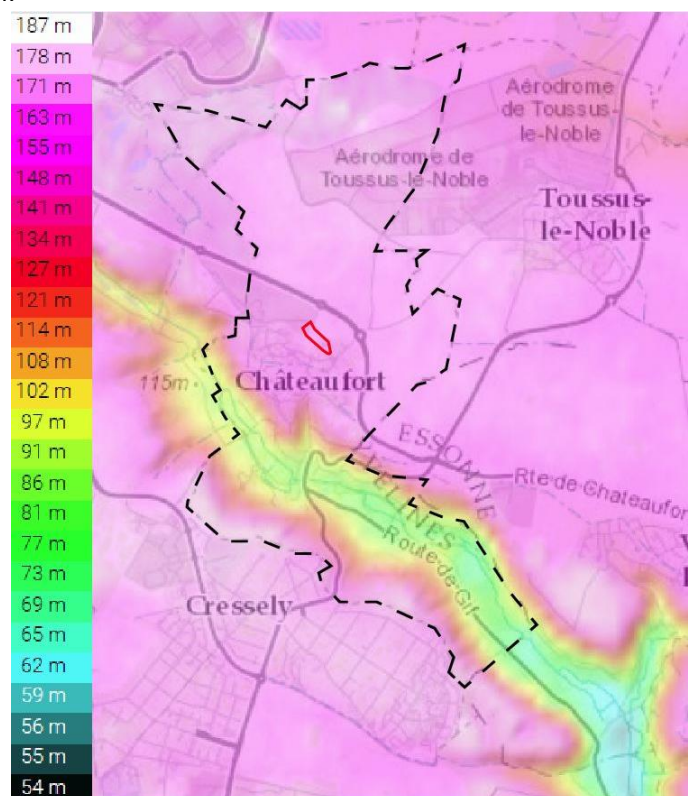 187 m
178 m
171 m
163 m
155 m
148 m
141 m
134 m
127 m
121 m
114 m
108 m
102 m
97 m
91 m
86 m
81 m
77 m
73 m
69 m
65 m
62 m
59 m
56 m
55 m
54 m
Aérodrome
de Toussus-
le-Noble
Aérodrome de
Toussus-le-Noble
Toussus-
le-Noble
115m
Châteaufort
ESSONNE
YVELINES
Rte-de-Chateaufor
Route-de-Gif
Cressely